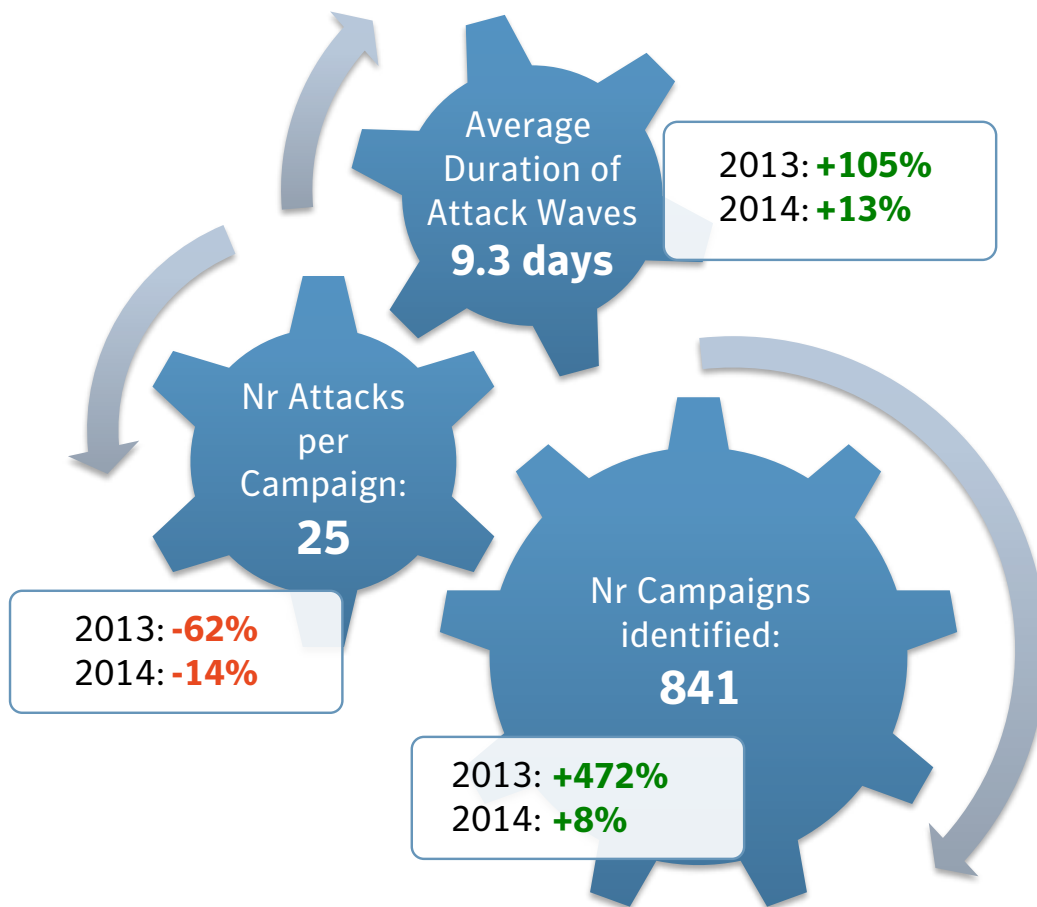 Average
Duration of
Attack Waves
9.3 days
2013: +105%
2014: +13%
Nr Attacks
per
Campaign:
25
2013: -62%
2014: -14%
Nr Campaigns
identified:
841
2013: +472%
2014: +8%